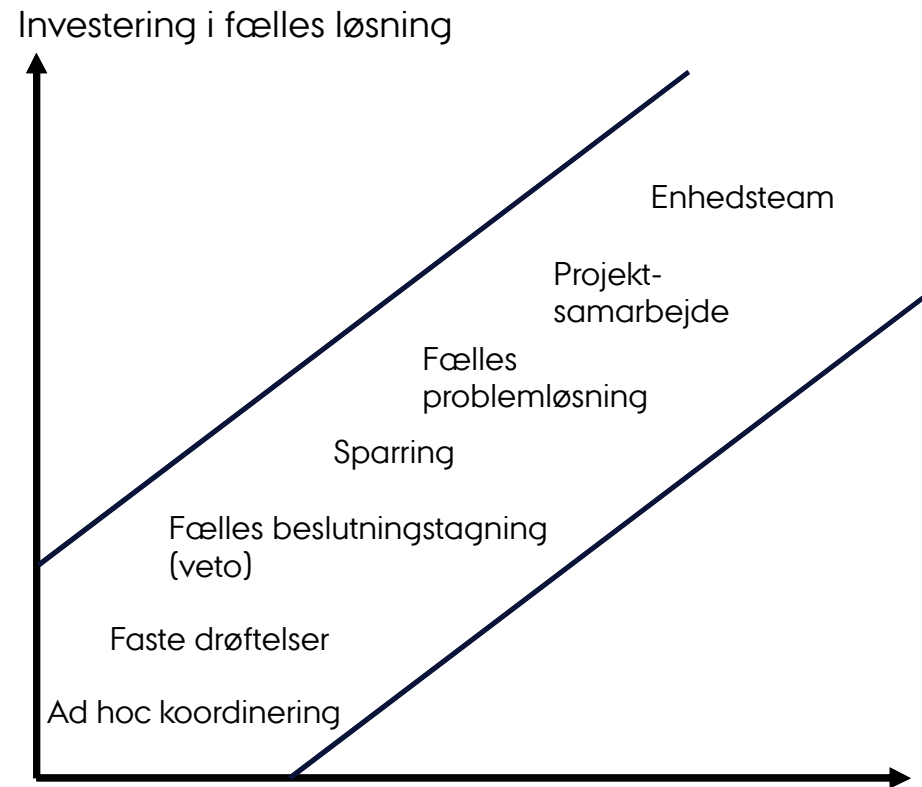 Investering i fælles løsning
Enhedsteam
Projekt-
samarbejde
Fælles
problemløsning
Sparring
Fælles beslutningstagning
(veto)
Faste drøftelser
Ad hoc koordinering